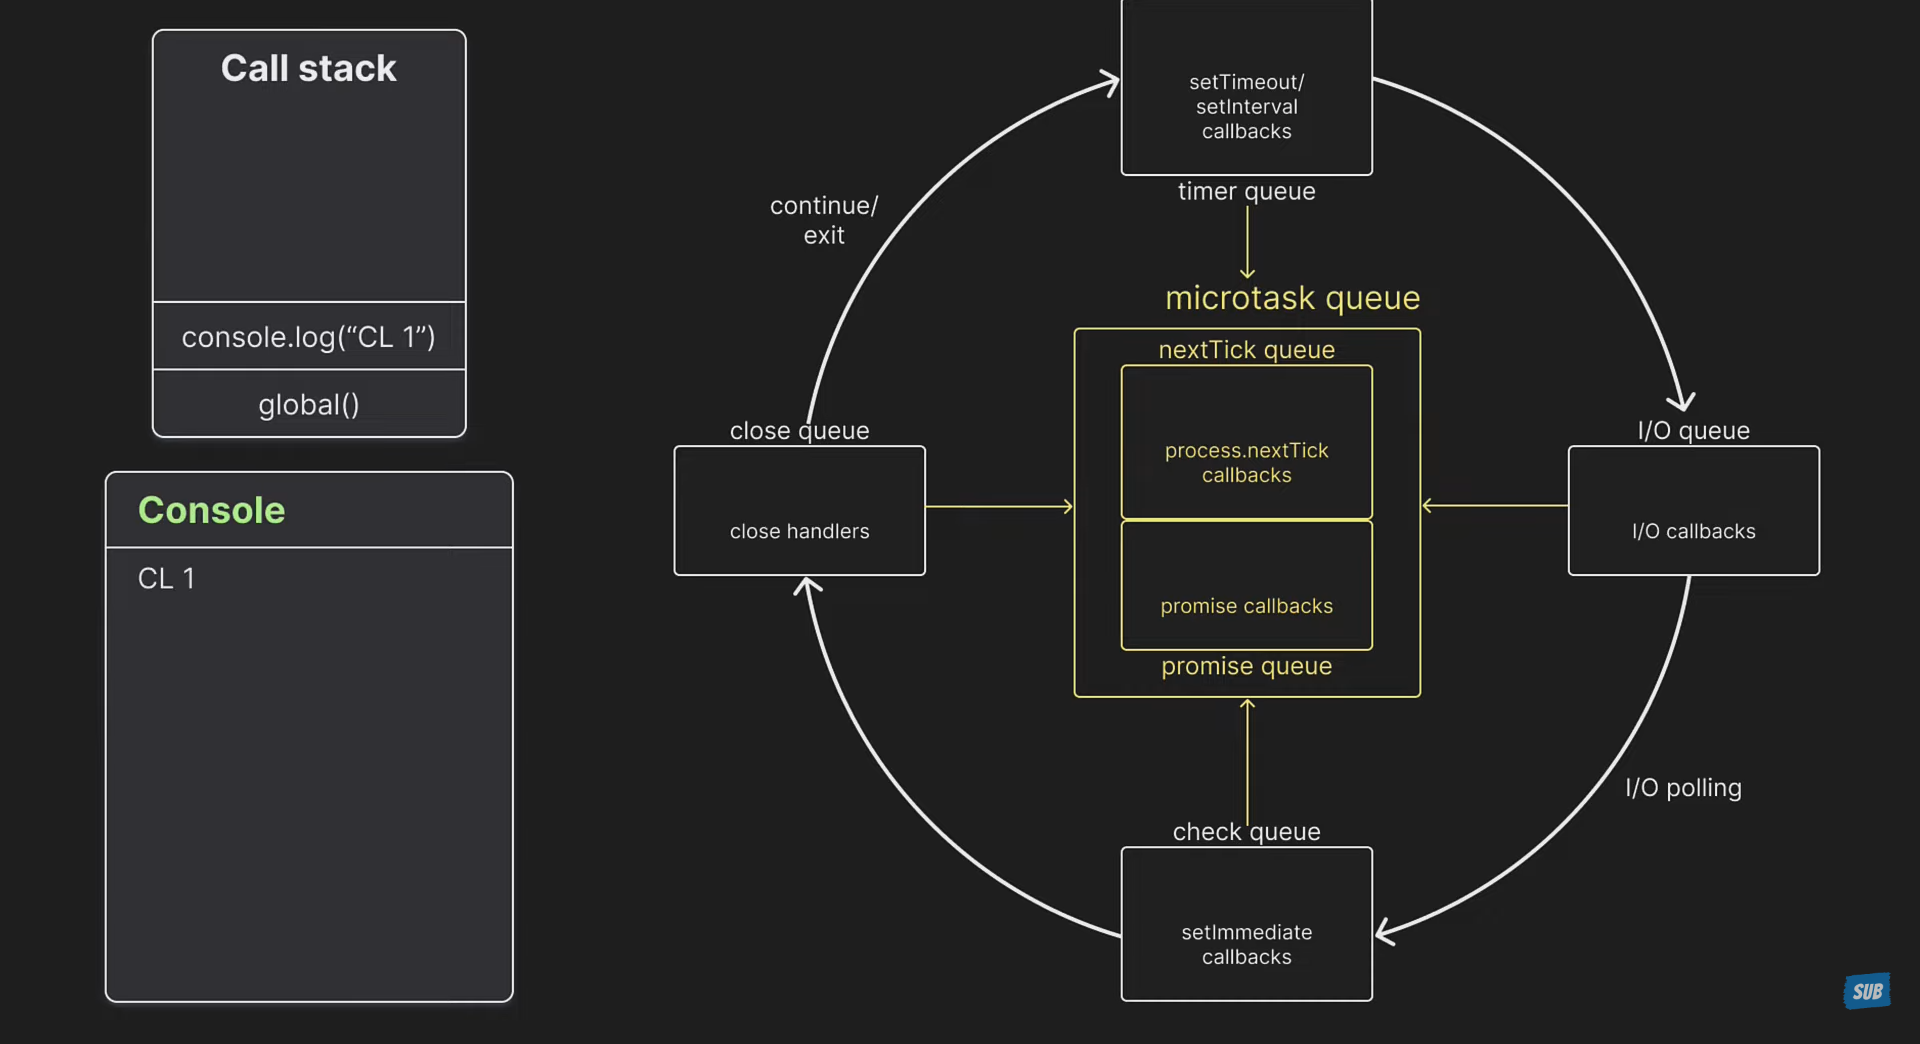 Call stack
console.log(“CL 1”)
global()
Console
CL 1
setTimeout/
setInterval
callbacks
timer queue
continue/
exit
microtask queue
nextTick queue
process.nextTick
callbacks
promise callbacks
promise queue
close queue
close handlers
I/O queue
I/O callbacks
I/O polling
check queue
setImmediate
callbacks
SUB